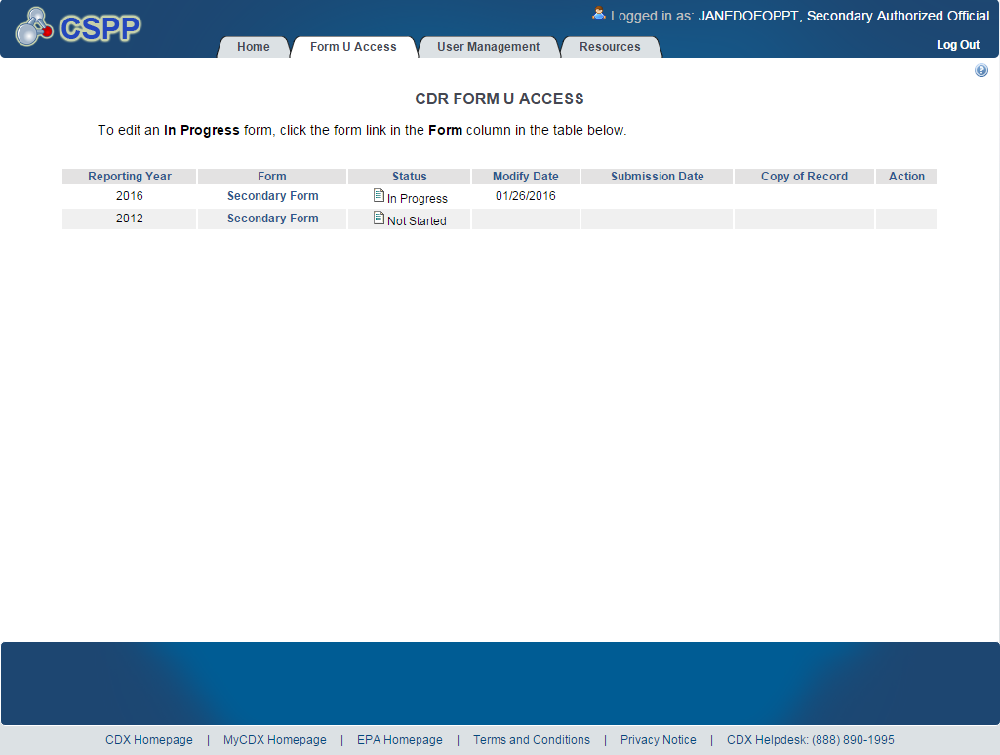 CSPP
Logged in as: JANEDOEOPPT, Secondary Authorized Official
Home Form U Access User Management Resources Log Out
?
CDR FORM U ACCESS
To edit an In Progress form, click the form link in the Form column in the table below.
Reporting Year Form Status Modify Date Submission Date Copy of Record Action
2016 Secondary Form In Progress 01/26/2016
2012 Secondary Form Not Started
CDX Homepage | MyCDX Homepage | EPA Homepage | Terms and Conditions | Privacy Notice | CDX Helpdesk: (888) 890-1995